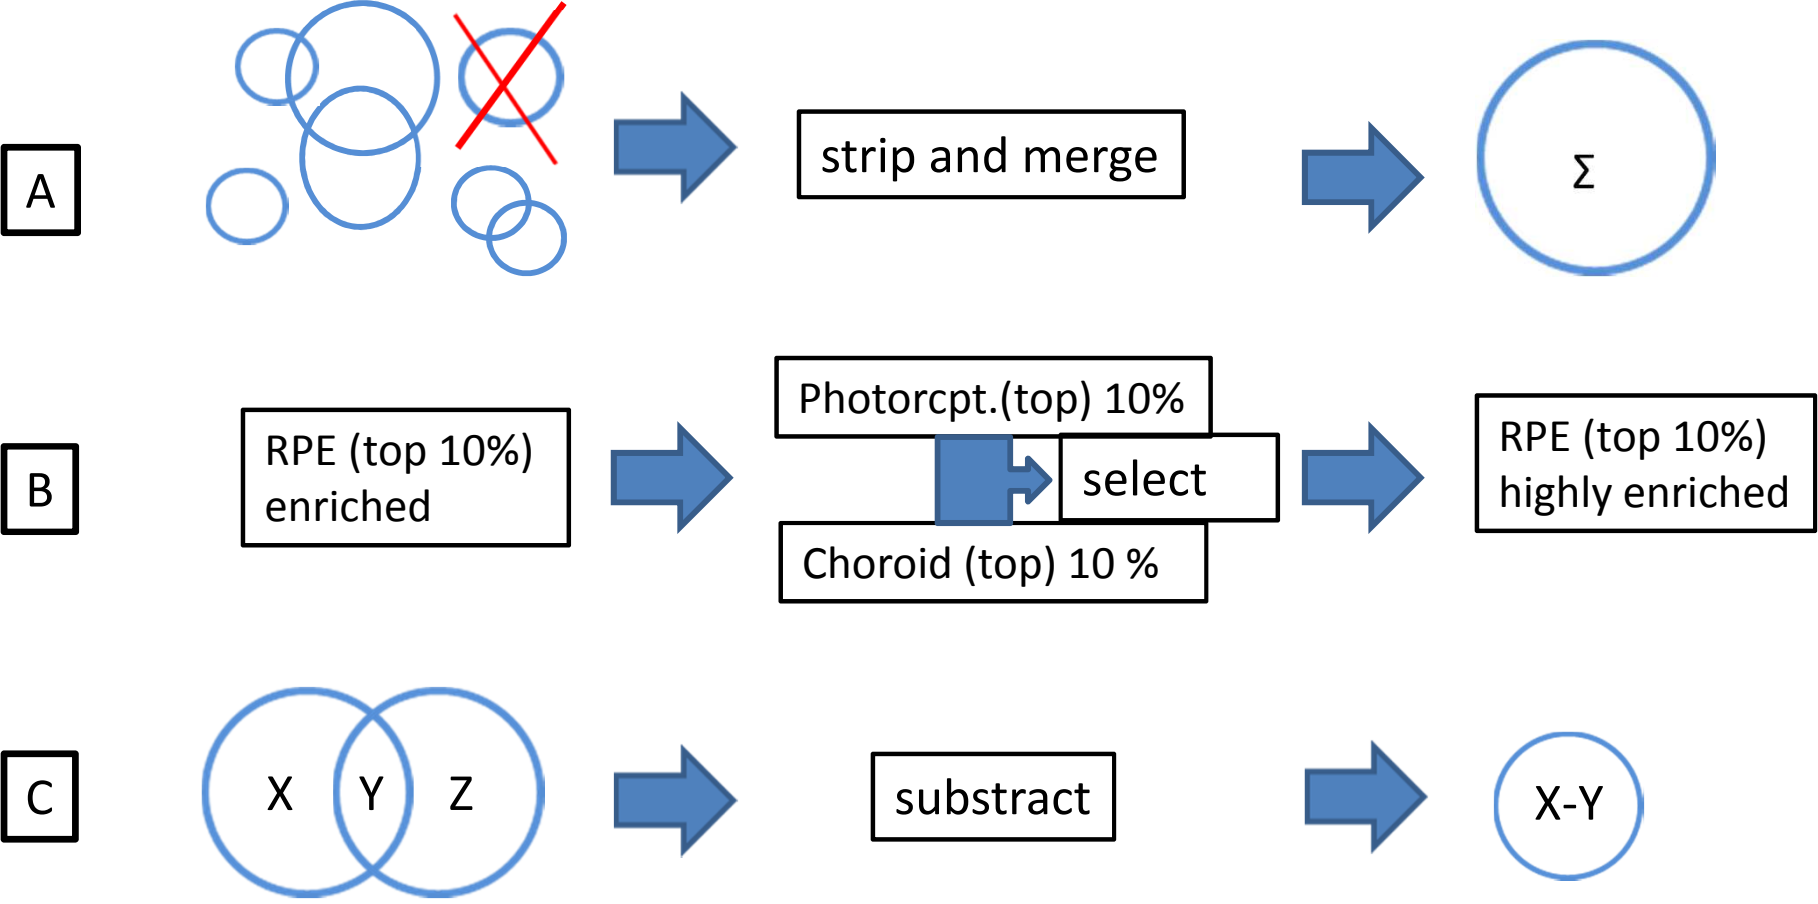 A
strip and merge
Σ
B
RPE (top 10%)
enriched
Photorcpt.(top) 10%
select
Choroid (top) 10 %
RPE (top 10%)
highly enriched
C
X
Y
Z
substract
X-Y